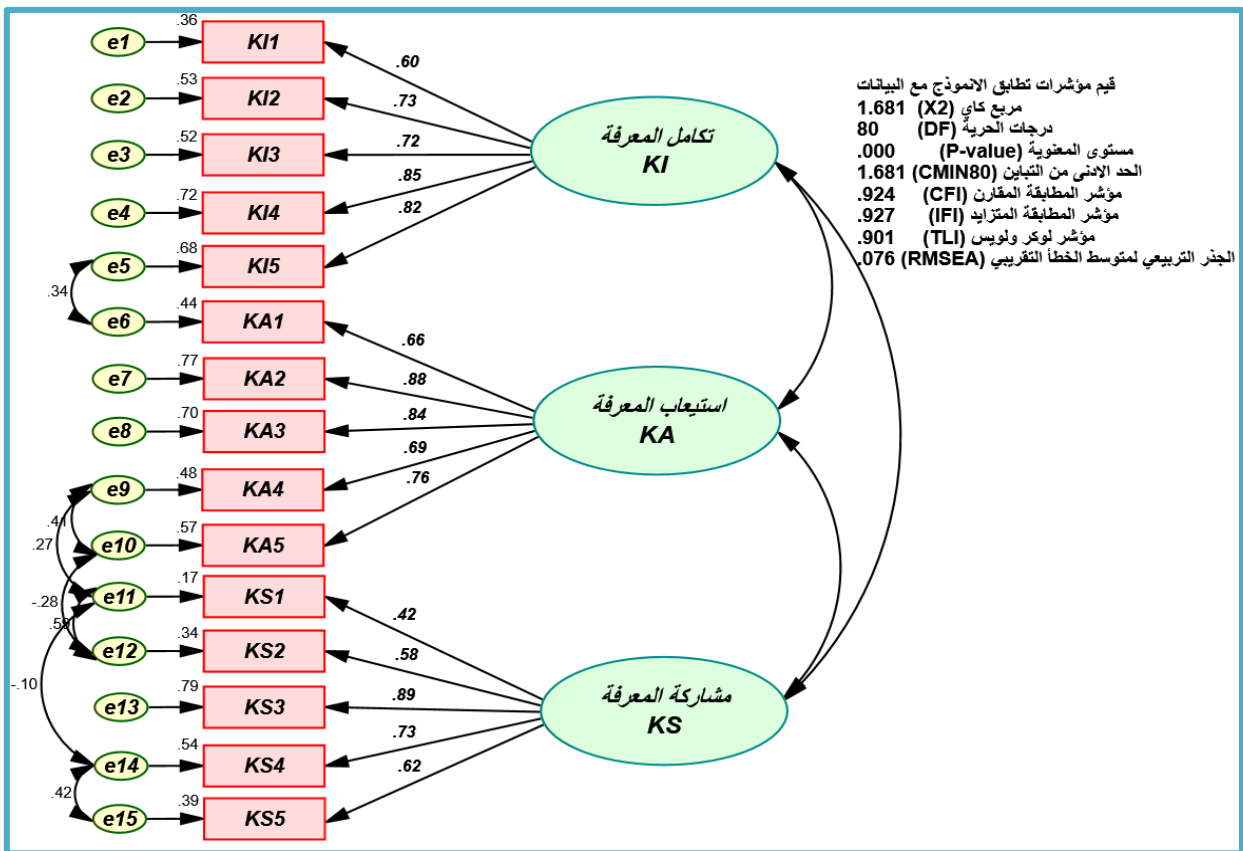 .36
e1 KI1
.53
e2 KI2
.52
e3 KI3
.72
e4 KI4
.68
e5 KI5
.34
.44
e6 KA1
.77
e7 KA2
.70
e8 KA3
.48
e9 KA4
.41
.27
.57
e10 KA5
.17
e11 KS1
-.28
.34
e12 KS2
-.10
.79
e13 KS3
.54
e14 KS4
.42
.39
e15 KS5
.60
.73
.72
.85
.82
تكامل المعرفة
KI
.66
.88
.84
.69
.76
استيعاب المعرفة
KA
.42
.58
.89
.73
.62
مشاركة المعرفة
KS
قيم مؤشرات تطابق الانموذج مع البيانات
مربع كاي (X2) 1.681
درجات الحرية (DF) 80
مستوى المعنوية (P-value) .000
الحد الادنى من التباين (CMIN80) 1.681
مؤشر المطابقة المقارن (CFI) .924
مؤشر المطابقة المتزايد (IFI) .927
مؤشر لوكر ولويس (TLI) .901
الجذر التربيعي لمتوسط الخطأ التقريبي (RMSEA) .076